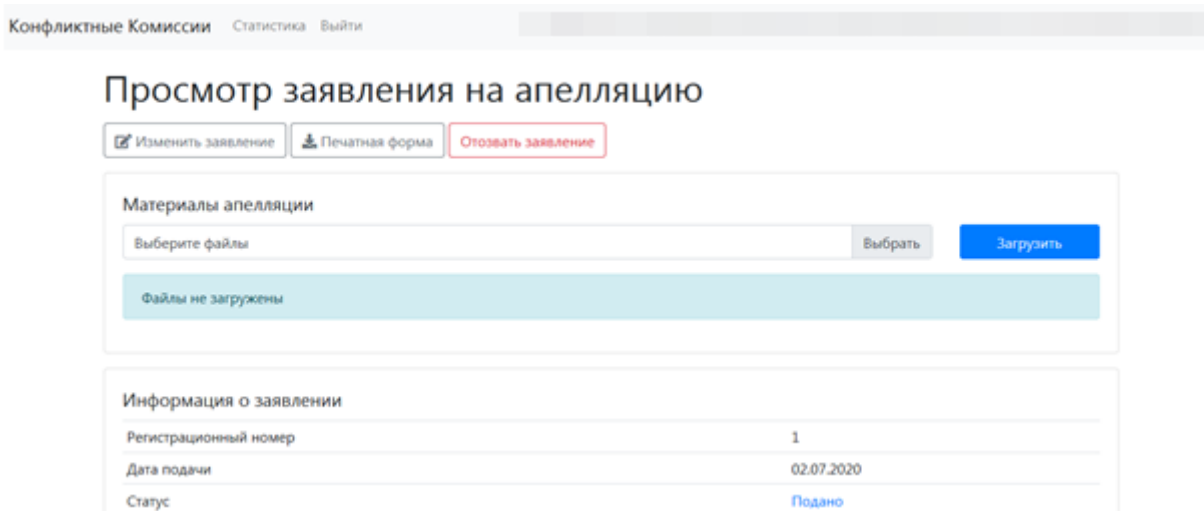 Конфликтные Комиссии Статистика Выйти
Просмотр заявления на апелляцию
Изменить заявление Печатная форма Отозвать заявление
Материалы апелляции
Выберите файлы Выбрать Загрузить
Файлы не загружены
Информация о заявлении
Регистрационный номер 1
Дата подачи 02.07.2020
Статус Подано